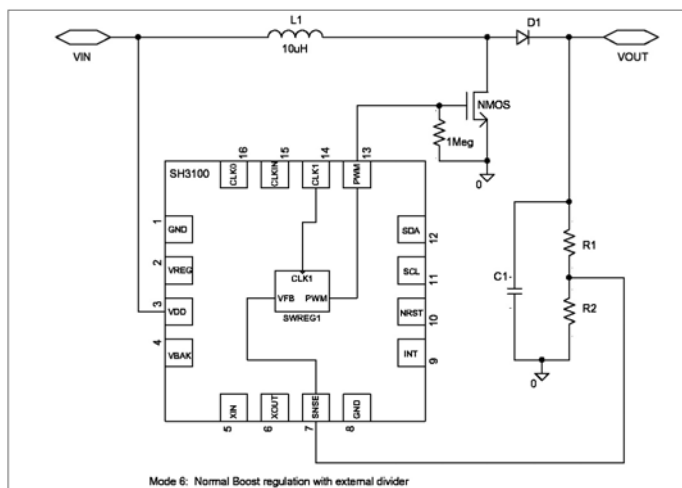 L1
D1
VIN
10uH
VOUT
NMOS
1Meg
0
16
15
14
13
SH3100
CLK0
CLKIN
CLK1
PWM
1
GND
SDA
12
2
VREG
CLK1
SCL
11
VFB PWM
3
VDD
SWREG1
NRST
10
4
VBAK
INT
9
XIN
XOUT
SNSE
GND
5
6
7
8
C1
R1
R2
0
Mode 6: Normal Boost regulation with external divider